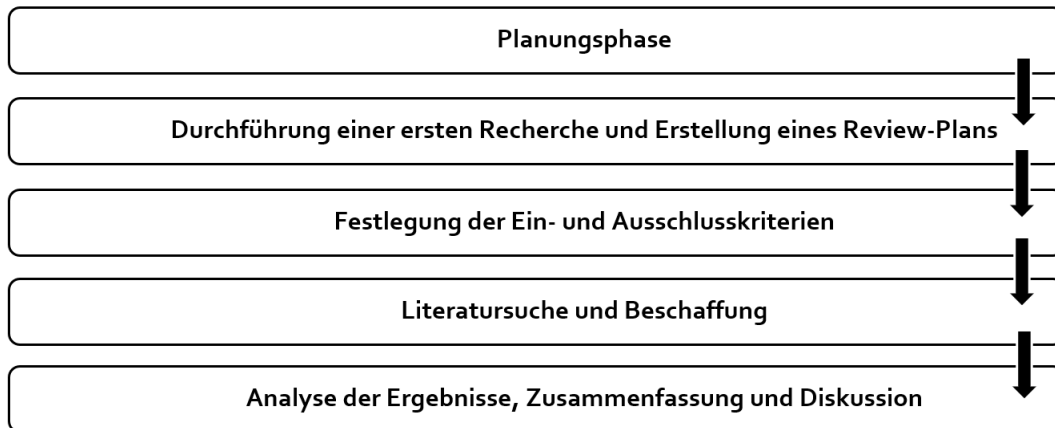 Planungsphase
Durchführung einer ersten Recherche und Erstellung eines Review-Plans
Festlegung der Ein- und Ausschlusskriterien
Literatursuche und Beschaffung
Analyse der Ergebnisse, Zusammenfassung und Diskussion